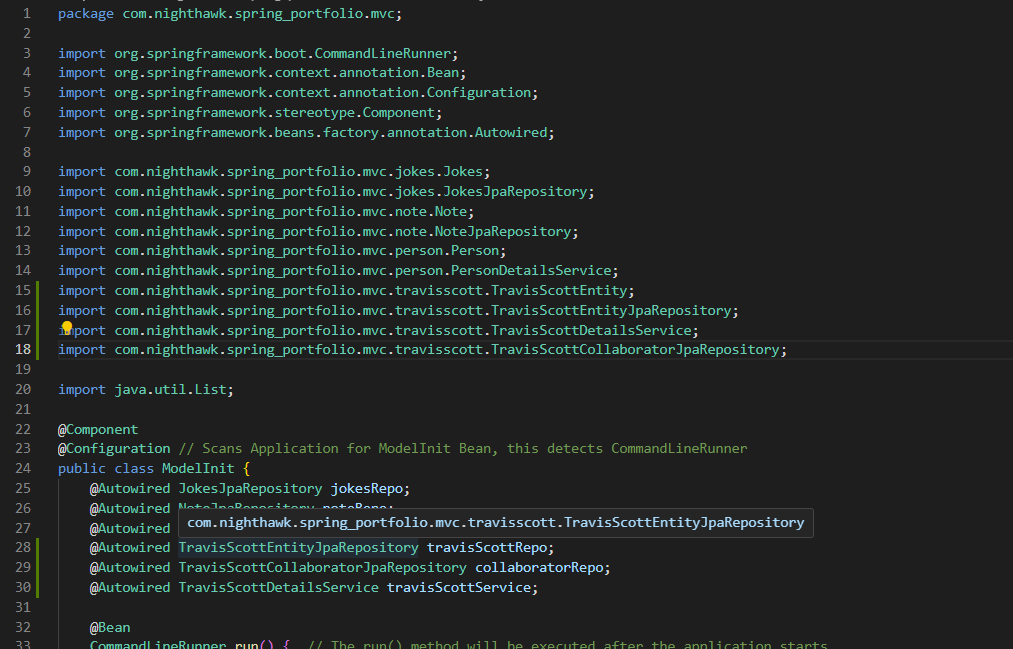 1 package com.nighthawk.spring_portfolio.mvc;
2
3 import org.springframework.boot.CommandLineRunner;
4 import org.springframework.context.annotation.Bean;
5 import org.springframework.context.annotation.Configuration;
6 import org.springframework.stereotype.Component;
7 import org.springframework.beans.factory.annotation.Autowired;
8
9 import com.nighthawk.spring_portfolio.mvc.jokes.Jokes;
10 import com.nighthawk.spring_portfolio.mvc.jokes.JokesJpaRepository;
11 import com.nighthawk.spring_portfolio.mvc.note.Note;
12 import com.nighthawk.spring_portfolio.mvc.note.NoteJpaRepository;
13 import com.nighthawk.spring_portfolio.mvc.person.Person;
14 import com.nighthawk.spring_portfolio.mvc.person.PersonDetailsService;
15 import com.nighthawk.spring_portfolio.mvc.travisscott.TravisScottEntity;
16 import com.nighthawk.spring_portfolio.mvc.travisscott.TravisScottEntityJpaRepository;
17 import com.nighthawk.spring_portfolio.mvc.travisscott.TravisScottDetailsService;
18 import com.nighthawk.spring_portfolio.mvc.travisscott.TravisScottCollaboratorJpaRepository;
19
20 import java.util.List;
21
22 @Component
23 @Configuration // Scans Application for ModelInit Bean, this detects CommandLineRunner
24 public class ModelInit {
25 @Autowired JokesJpaRepository jokesRepo;
26 @Autowired NoteJpaRepository noteRepo;
com.nighthawk.spring_portfolio.mvc.travisscott.TravisScottEntityJpaRepository
27 @Autowired
28 @Autowired TravisScottEntityJpaRepository travisScottRepo;
29 @Autowired TravisScottCollaboratorJpaRepository collaboratorRepo;
30 @Autowired TravisScottDetailsService travisScottService;
31
32 @Bean
33 CommandLineRunner run() { // The run() method will be executed after the application starts